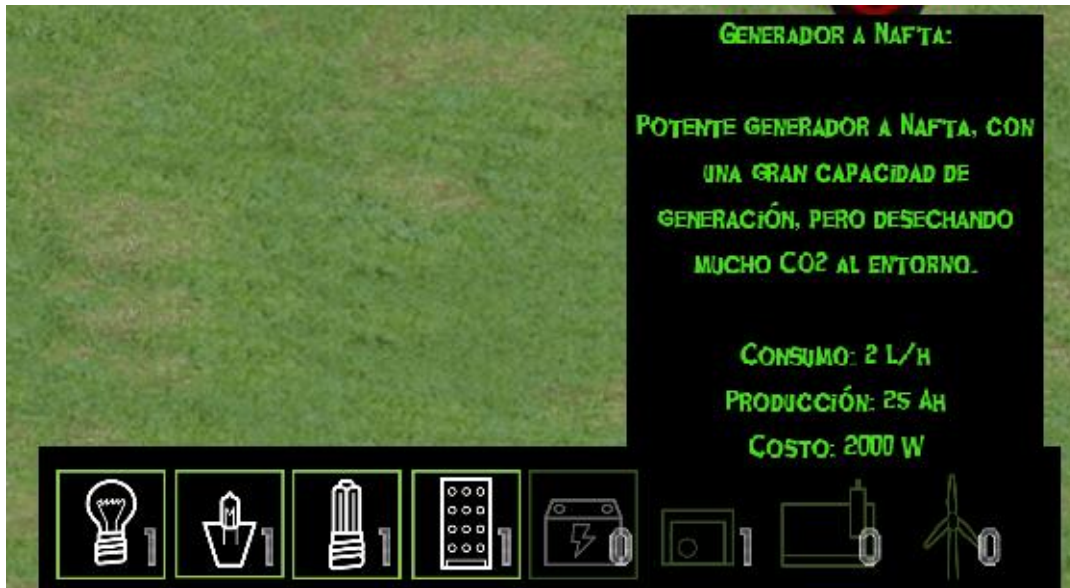 Generador a Nafta:
Potente generador a Nafta, con
una gran capacidad de
generación, pero desechando
mucho CO2 al entorno.
Consumo: 2 L/h
Producción: 25 Ah
Costo: 2000 W
1 M 1 1 1 0 1 0 0